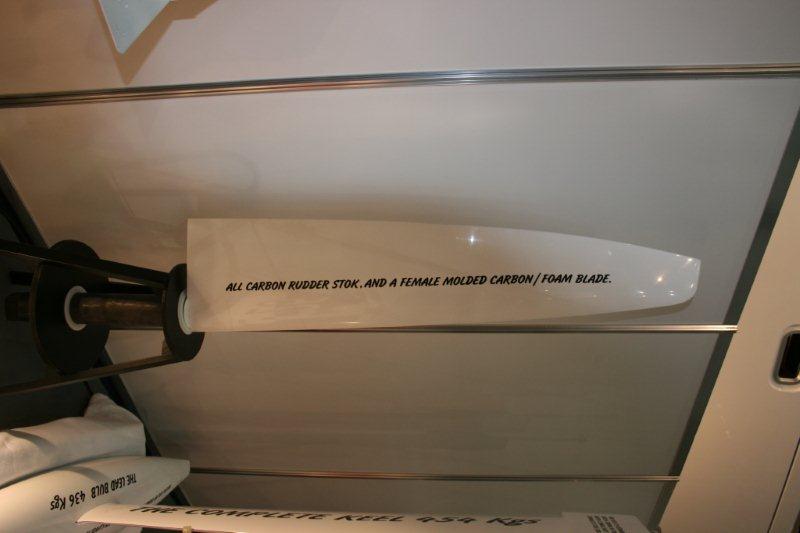 ALL CARBON RUDDER STOK. AND A FEMALE MOLDED CARBON/FOAM BLADE.
THE LEAD BULB 436 Kgs
THE COMPLETE KEEL 454 Kgs